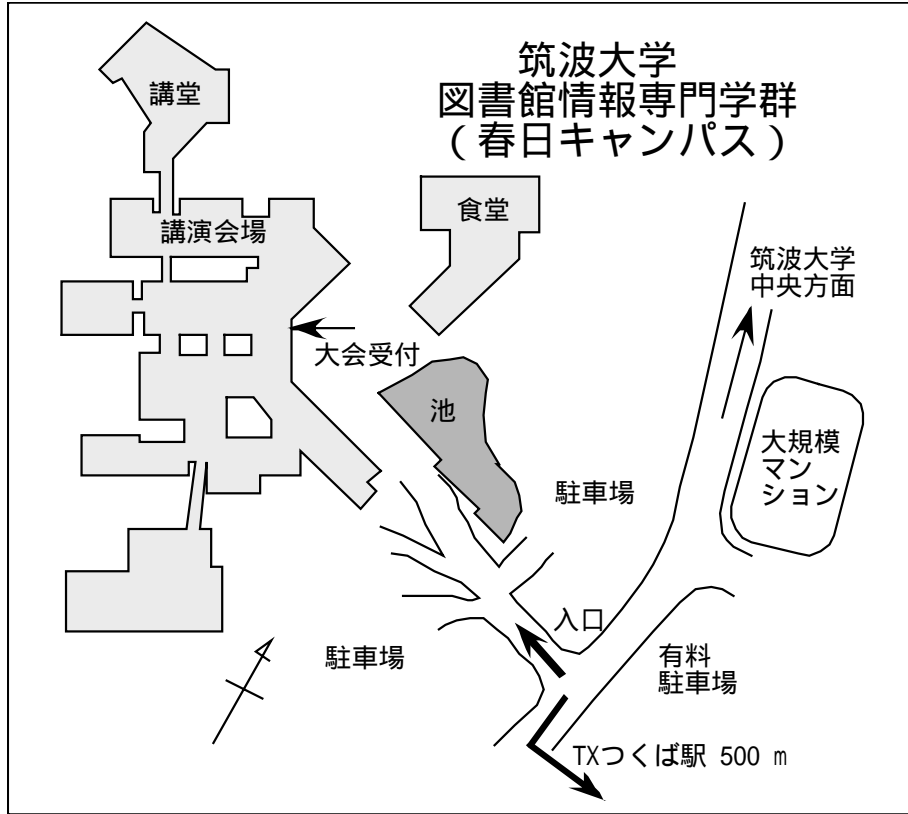 筑波大学
図書館情報専門学群
(春日キャンパス)
講堂
講演会場
食堂
筑波大学
中央方面
大会受付
池
大規模
マン
ション
駐車場
入口
駐車場
有料
駐車場
TXつくば駅 500 m